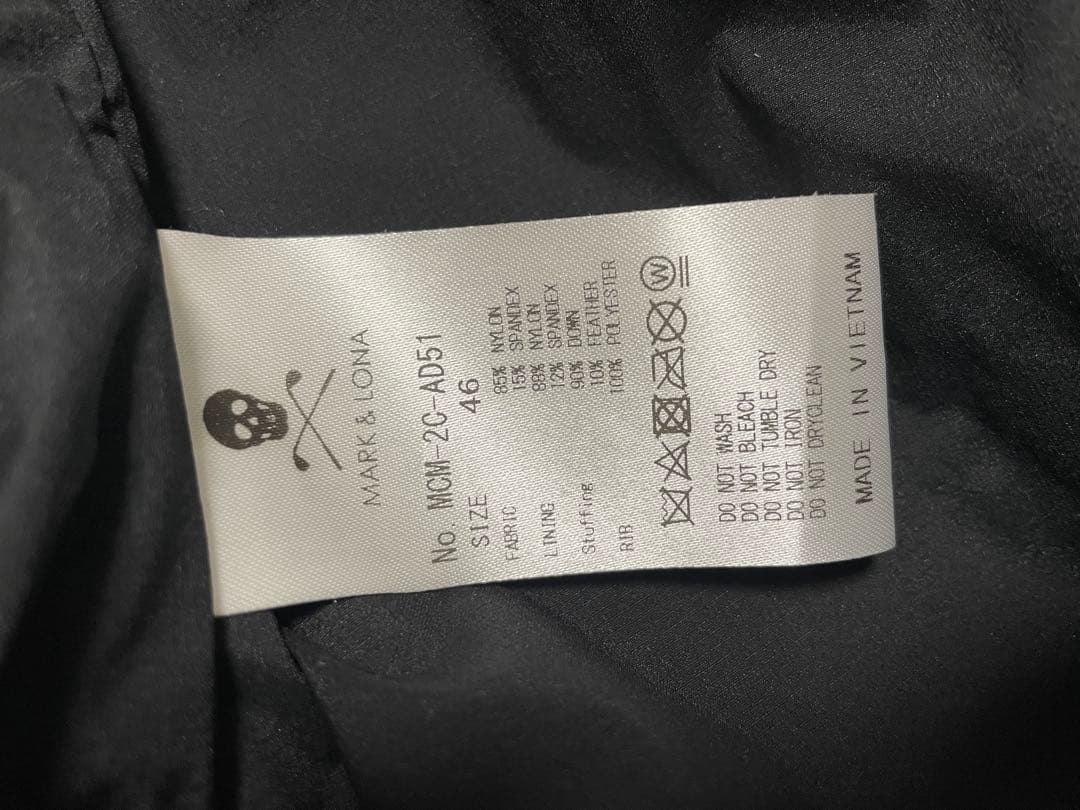 MARK & LONA
No. MCM-2C-AD51
SIZE 46
FABRIC 85% NYLON
15% SPANDEX
LINING 88% NYLON
12% SPANDEX
Stuffing 90% DOWN
10% FEATHER
RIB 100% POLYESTER
W
DO NOT WASH
DO NOT BLEACH
DO NOT TUMBLE DRY
DO NOT IRON
DO NOT DRYCLEAN
MADE IN VIETNAM